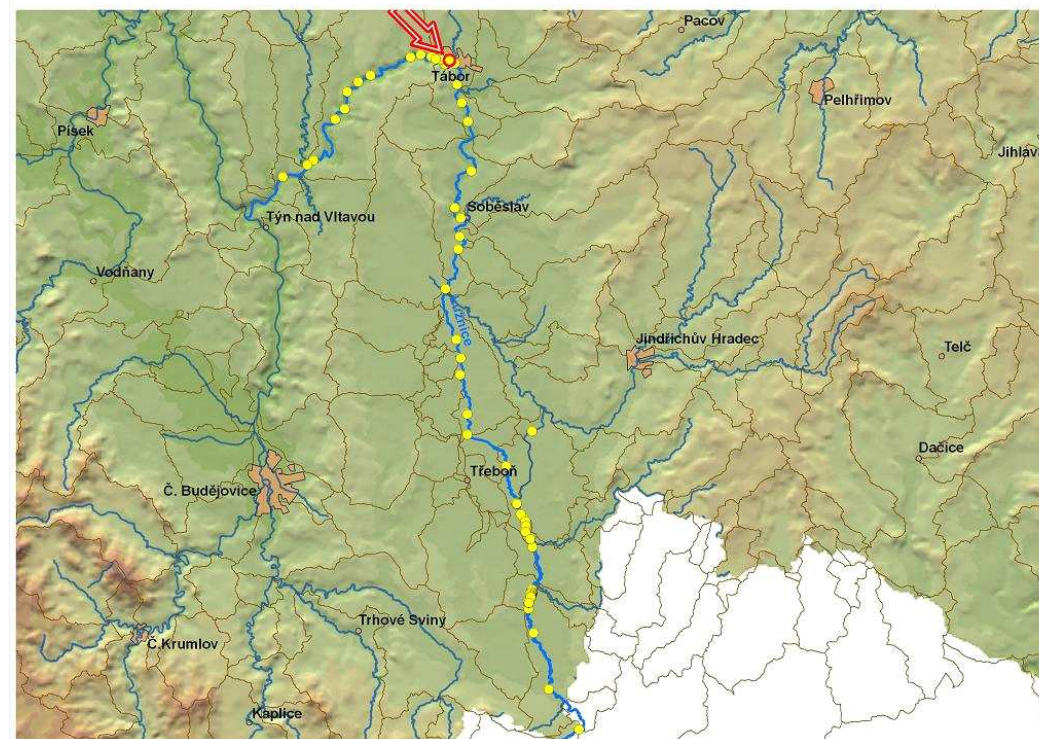 Pacov
Tábor
Pelhřimov
Písek
Jihlava
Soběslav
Týn nad Vltavou
Vodňany
Jindřichův Hradec
Telč
Dačice
Třeboň
Č. Budějovice
Trhové Sviny
Č.Krumlov
Kaplice